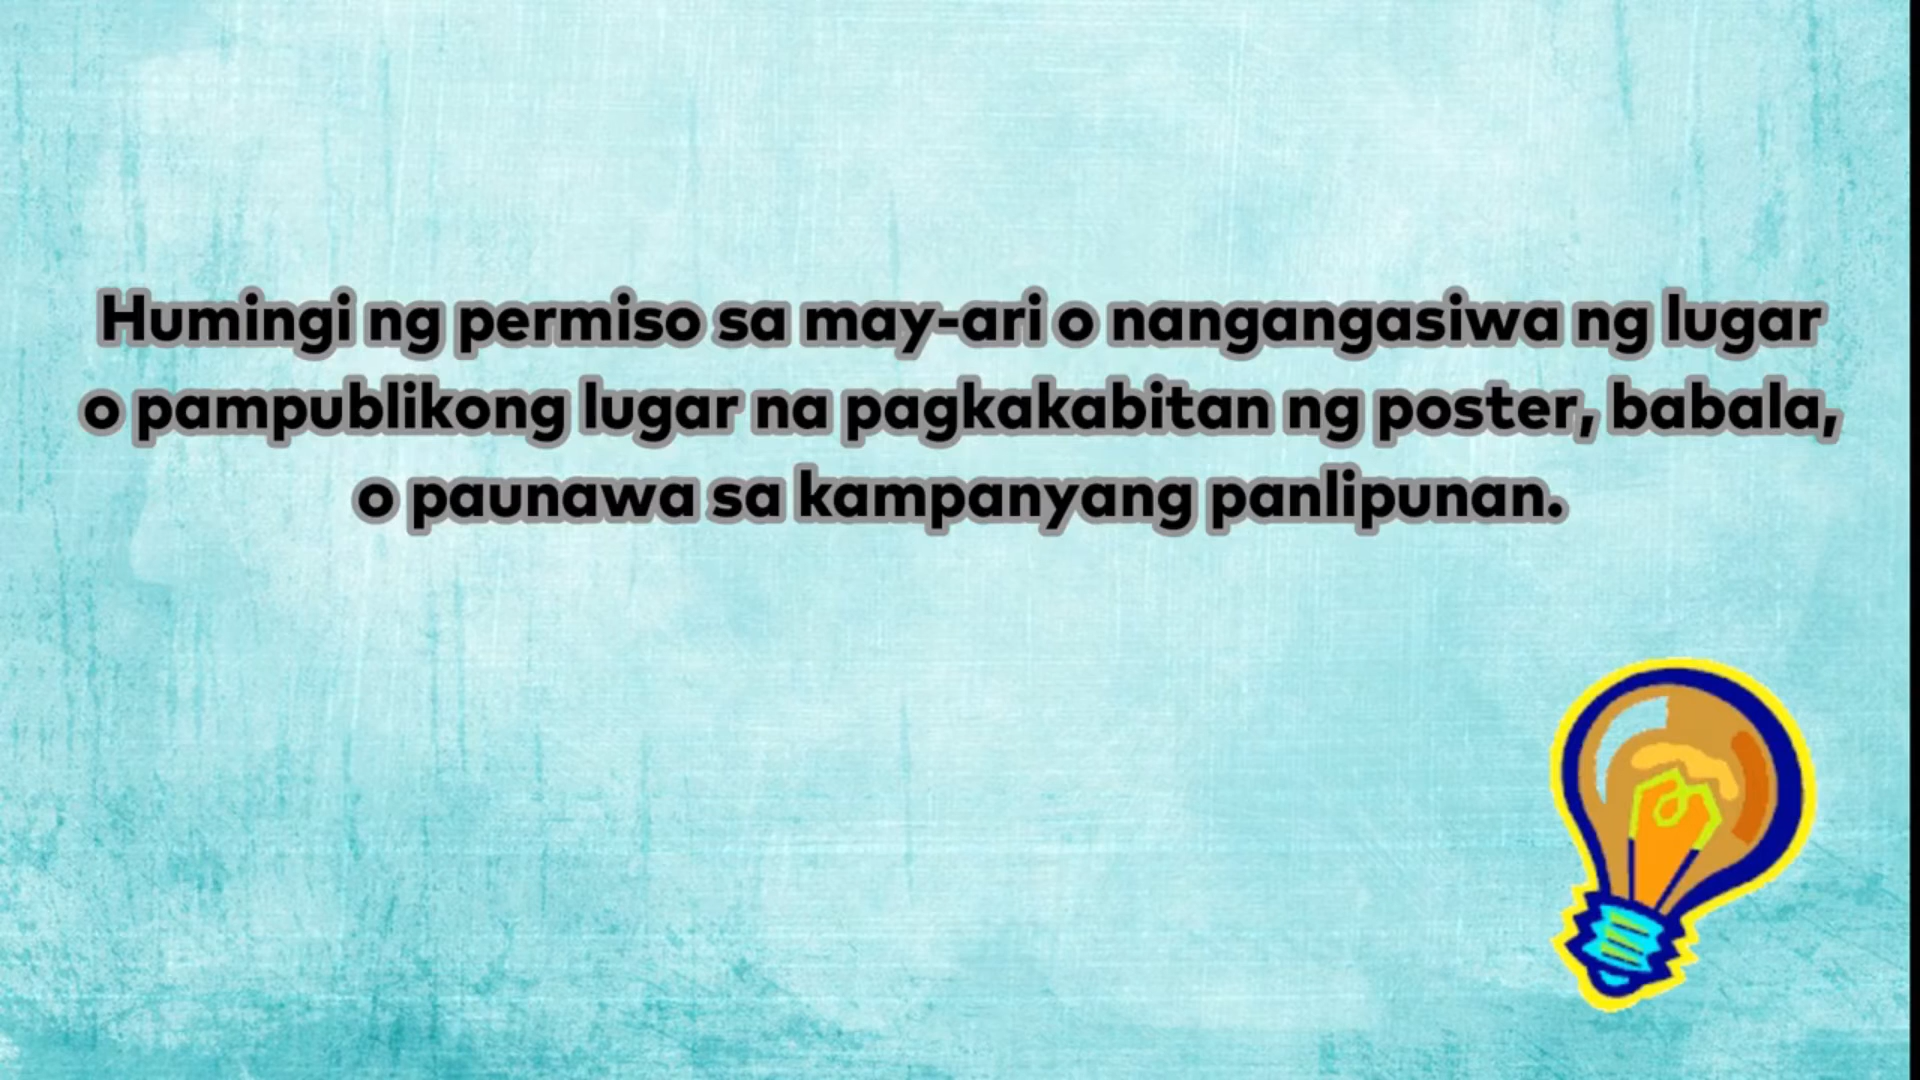 Humingi ng permiso sa may-ari o nangangasiwa ng lugar
o pampublikong lugar na pagkakabitan ng poster, babala,
o paunawa sa kampanyang panlipunan.